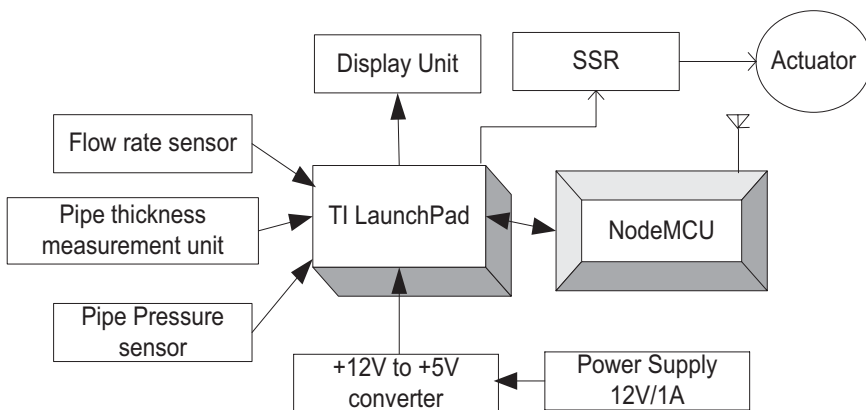 Display Unit
SSR
Actuator
Flow rate sensor
Pipe thickness
measurement unit
TI LaunchPad
NodeMCU
Pipe Pressure
sensor
+12V to +5V
converter
Power Supply
12V/1A